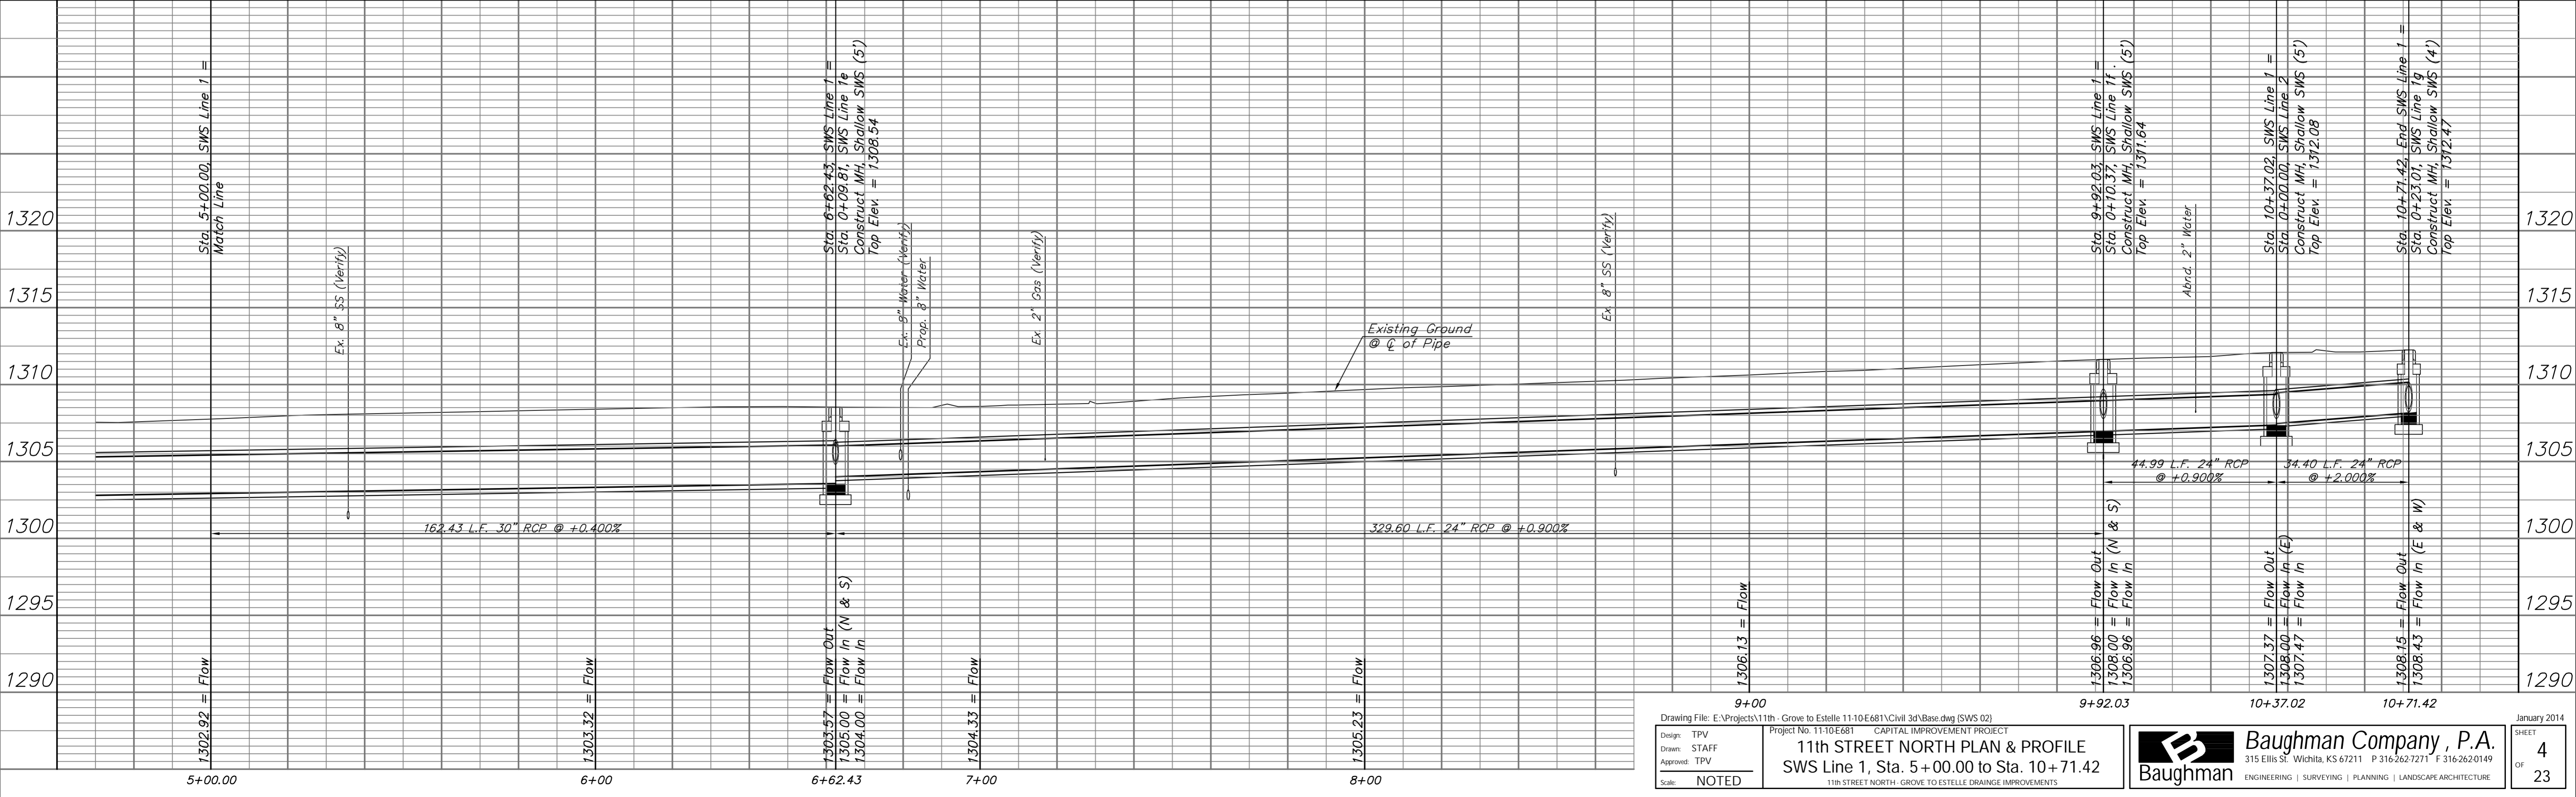 Sta. 5+00.00, SWS Line 1 =
Match Line
Sta. 6+62.43, SWS Line 1 =
Sta. 0+09.81, SWS Line 1e
Construct MH, Shallow SWS (5')
Top Elev. = 1308.54
Sta. 9+92.03, SWS Line 1 =
Sta. 0+10.37, SWS Line 1f
Construct MH, Shallow SWS (5')
Top Elev. = 1311.64
Sta. 10+37.02, SWS Line 1 =
Sta. 0+00.00, SWS Line 2
Construct MH, Shallow SWS (5')
Top Elev. = 1312.08
Sta. 10+71.42, End SWS Line 1 =
Sta. 0+23.01, SWS Line 1g
Construct MH, Shallow SWS (4')
Top Elev. = 1312.47
1320
1320
1315
1315
1310
1310
1305
1305
1300
1300
1295
1295
1290
1290
Ex. 8" SS (Verify)
Ex. 8" Water (Verify)
Prop. 8" Water
Ex. 2" Gas (Verify)
Existing Ground
@ ℄ of Pipe
Ex. 8" SS (Verify)
Abnd. 2" Water
162.43 L.F. 30" RCP @ +0.400%
329.60 L.F. 24" RCP @ +0.900%
44.99 L.F. 24" RCP
@ +0.900%
34.40 L.F. 24" RCP
@ +2.000%
1302.92 = Flow
1303.32 = Flow
1303.57 = Flow Out
1305.00 = Flow In (N & S)
1304.00 = Flow In
1304.33 = Flow
1305.23 = Flow
1306.13 = Flow
1306.96 = Flow Out
1308.00 = Flow In (N & S)
1306.96 = Flow In
1307.37 = Flow Out
1308.00 = Flow In (E)
1307.47 = Flow In
1308.15 = Flow Out
1308.43 = Flow In (E & W)
5+00.00
6+00
6+62.43
7+00
8+00
9+00
9+92.03
10+37.02
10+71.42
Drawing File: E:\Projects\11th - Grove to Estelle 11-10-E681\Civil 3d\Base.dwg (SWS 02)
January 2014
Design: TPV
Drawn: STAFF
Approved: TPV
Scale: NOTED
Project No. 11-10-E681 CAPITAL IMPROVEMENT PROJECT
11th STREET NORTH PLAN & PROFILE
SWS Line 1, Sta. 5+00.00 to Sta. 10+71.42
11th STREET NORTH - GROVE TO ESTELLE DRAINGE IMPROVEMENTS
Baughman
Baughman Company, P.A.
315 Ellis St. Wichita, KS 67211 P 316-262-7271 F 316-262-0149
ENGINEERING | SURVEYING | PLANNING | LANDSCAPE ARCHITECTURE
SHEET
4
OF
23